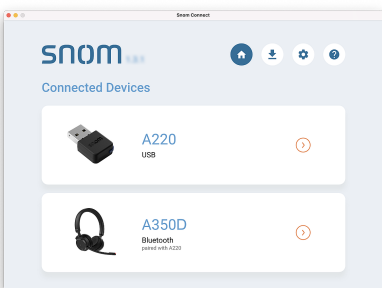 Snom Connect
snom
Connected Devices
A220
USB
A350D
Bluetooth
paired with A220